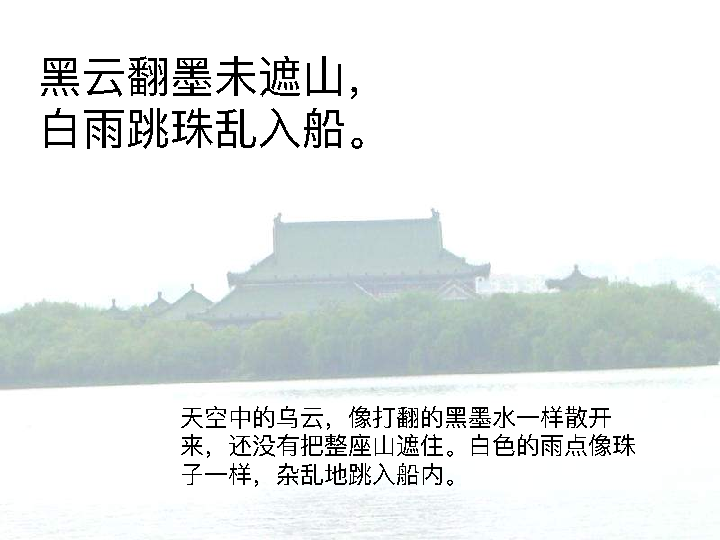 黑云翻墨未遮山，
白雨跳珠乱入船。
天空中的乌云，像打翻的黑墨水一样散开
来，还没有把整座山遮住。白色的雨点像珠
子一样，杂乱地跳入船内。